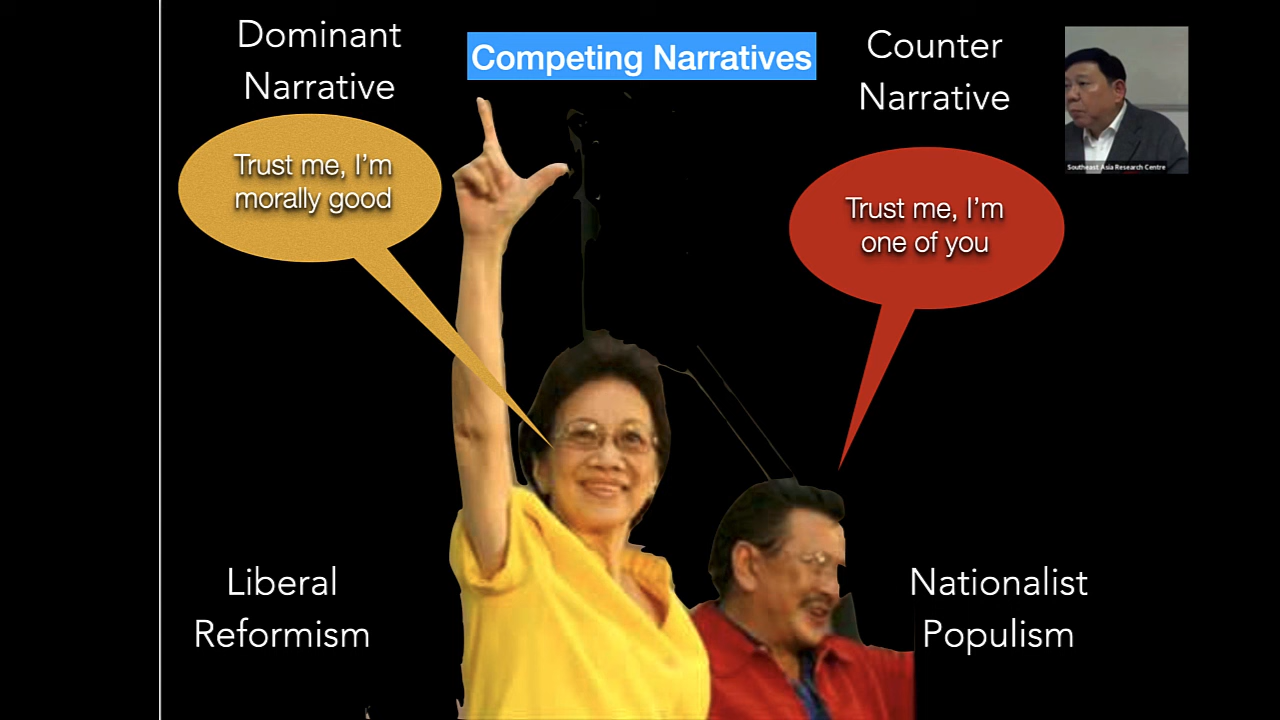 Dominant
Narrative
Competing Narratives
Counter
Narrative
Southeast Asia Research Centre
Trust me, I'm
morally good
Trust me, I'm
one of you
Liberal
Reformism
Nationalist
Populism